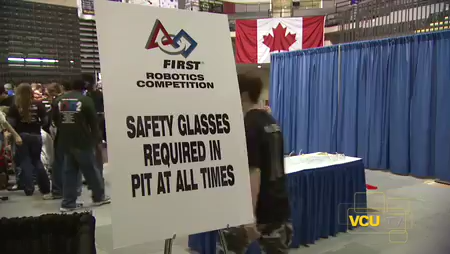 FIRST
ROBOTICS
COMPETITION
SAFETY GLASSES
REQUIRED IN
PIT AT ALL TIMES
VCU